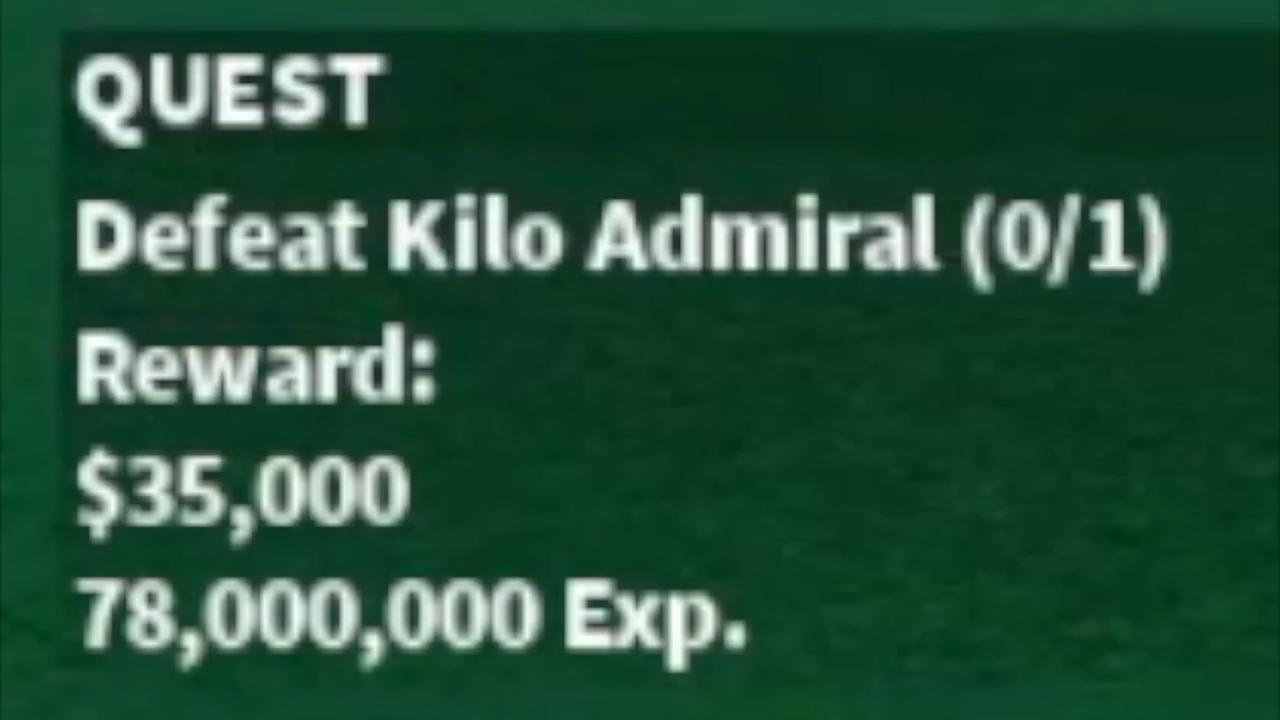 QUEST
Defeat Kilo Admiral (0/1)
Reward:
$35,000
78,000,000 Exp.